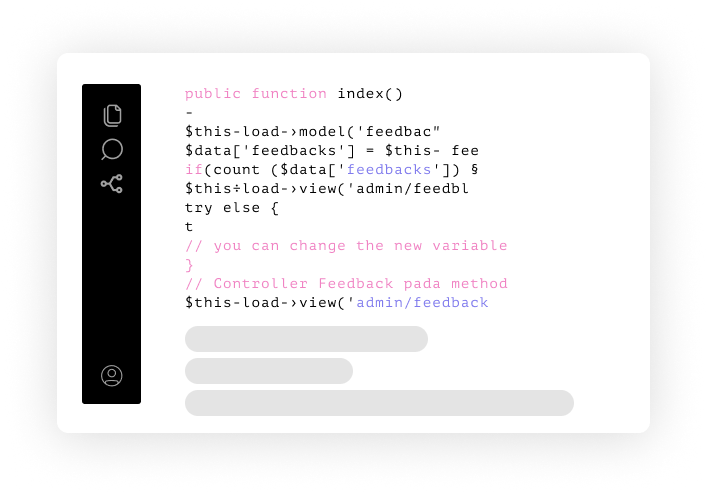 public function index()
-
$this-load-›model('feedbac"
$data['feedbacks'] = $this- fee
if(count ($data['feedbacks']) §
$this÷load-›view('admin/feedbl
try else {
t
// you can change the new variable
}
// Controller Feedback pada method
$this-load-›view('admin/feedback